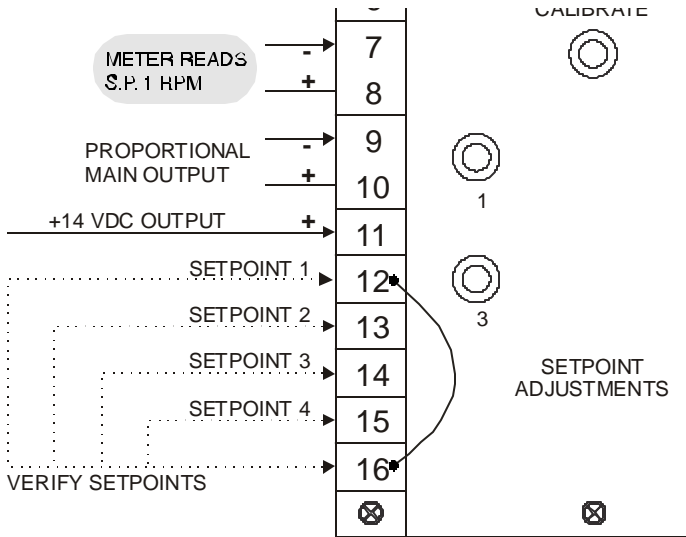 CALIBRATE
METER READS
S.P. 1 RPM
-
+
7
8
PROPORTIONAL
MAIN OUTPUT
-
+
9
10
1
+14 VDC OUTPUT
+
11
SETPOINT 1
12
SETPOINT 2
13
3
SETPOINT 3
14
SETPOINT
ADJUSTMENTS
SETPOINT 4
15
16
VERIFY SETPOINTS